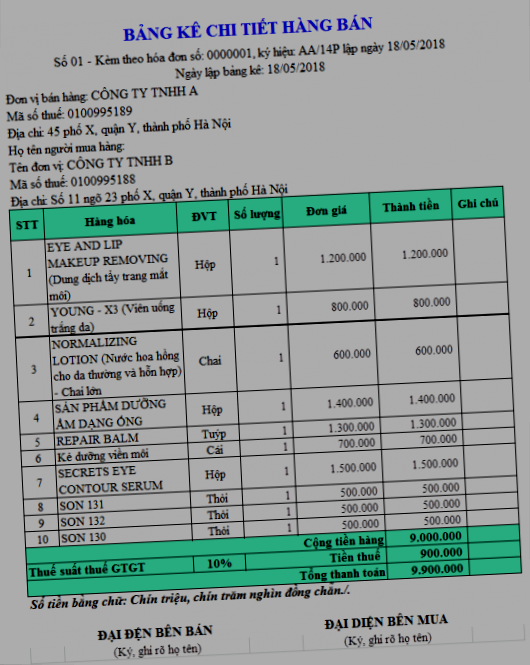 BẢNG KÊ CHI TIẾT HÀNG BÁN
Số 01 - Kèm theo hóa đơn số: 0000001, ký hiệu: AA/14P lập ngày 18/05/2018
Ngày lập bảng kê: 18/05/2018
Đơn vị bán hàng: CÔNG TY TNHH A
Mã số thuế: 0100995189
Địa chỉ: 45 phố X, quận Y, thành phố Hà Nội
Họ tên người mua hàng:
Tên đơn vị: CÔNG TY TNHH B
Mã số thuế: 0100995188
Địa chỉ: Số 11 ngõ 23 phố X, quận Y, thành phố Hà Nội
STT Hàng hóa ĐVT Số lượng Đơn giá Thành tiền Ghi chú
1 EYE AND LIP
MAKEUP REMOVING
(Dung dịch tẩy trang mắt
môi) Hộp 1 1.200.000 1.200.000
2 YOUNG - X3 (Viên uống
trắng da) Hộp 1 800.000 800.000
3 NORMALIZING
LOTION (Nước hoa hồng
cho da thường và hỗn hợp)
- Chai lớn Chai 1 600.000 600.000
4 SẢN PHẨM DƯỠNG
ẨM DẠNG ỐNG Hộp 1 1.400.000 1.400.000
5 REPAIR BALM Tuýp 1 1.300.000 1.300.000
6 Kẻ dưỡng viền môi Cái 1 700.000 700.000
7 SECRETS EYE
CONTOUR SERUM Hộp 1 1.500.000 1.500.000
8 SON 131 Thỏi 1 500.000 500.000
9 SON 132 Thỏi 1 500.000 500.000
10 SON 130 Thỏi 1 500.000 500.000
Cộng tiền hàng 9.000.000
Thuế suất thuế GTGT 10% Tiền thuế 900.000
Tổng thanh toán 9.900.000
Số tiền bằng chữ: Chín triệu, chín trăm nghìn đồng chẵn./.
ĐẠI ĐỆN BÊN BÁN ĐẠI DIỆN BÊN MUA
(Ký, ghi rõ họ tên) (Ký, ghi rõ họ tên)